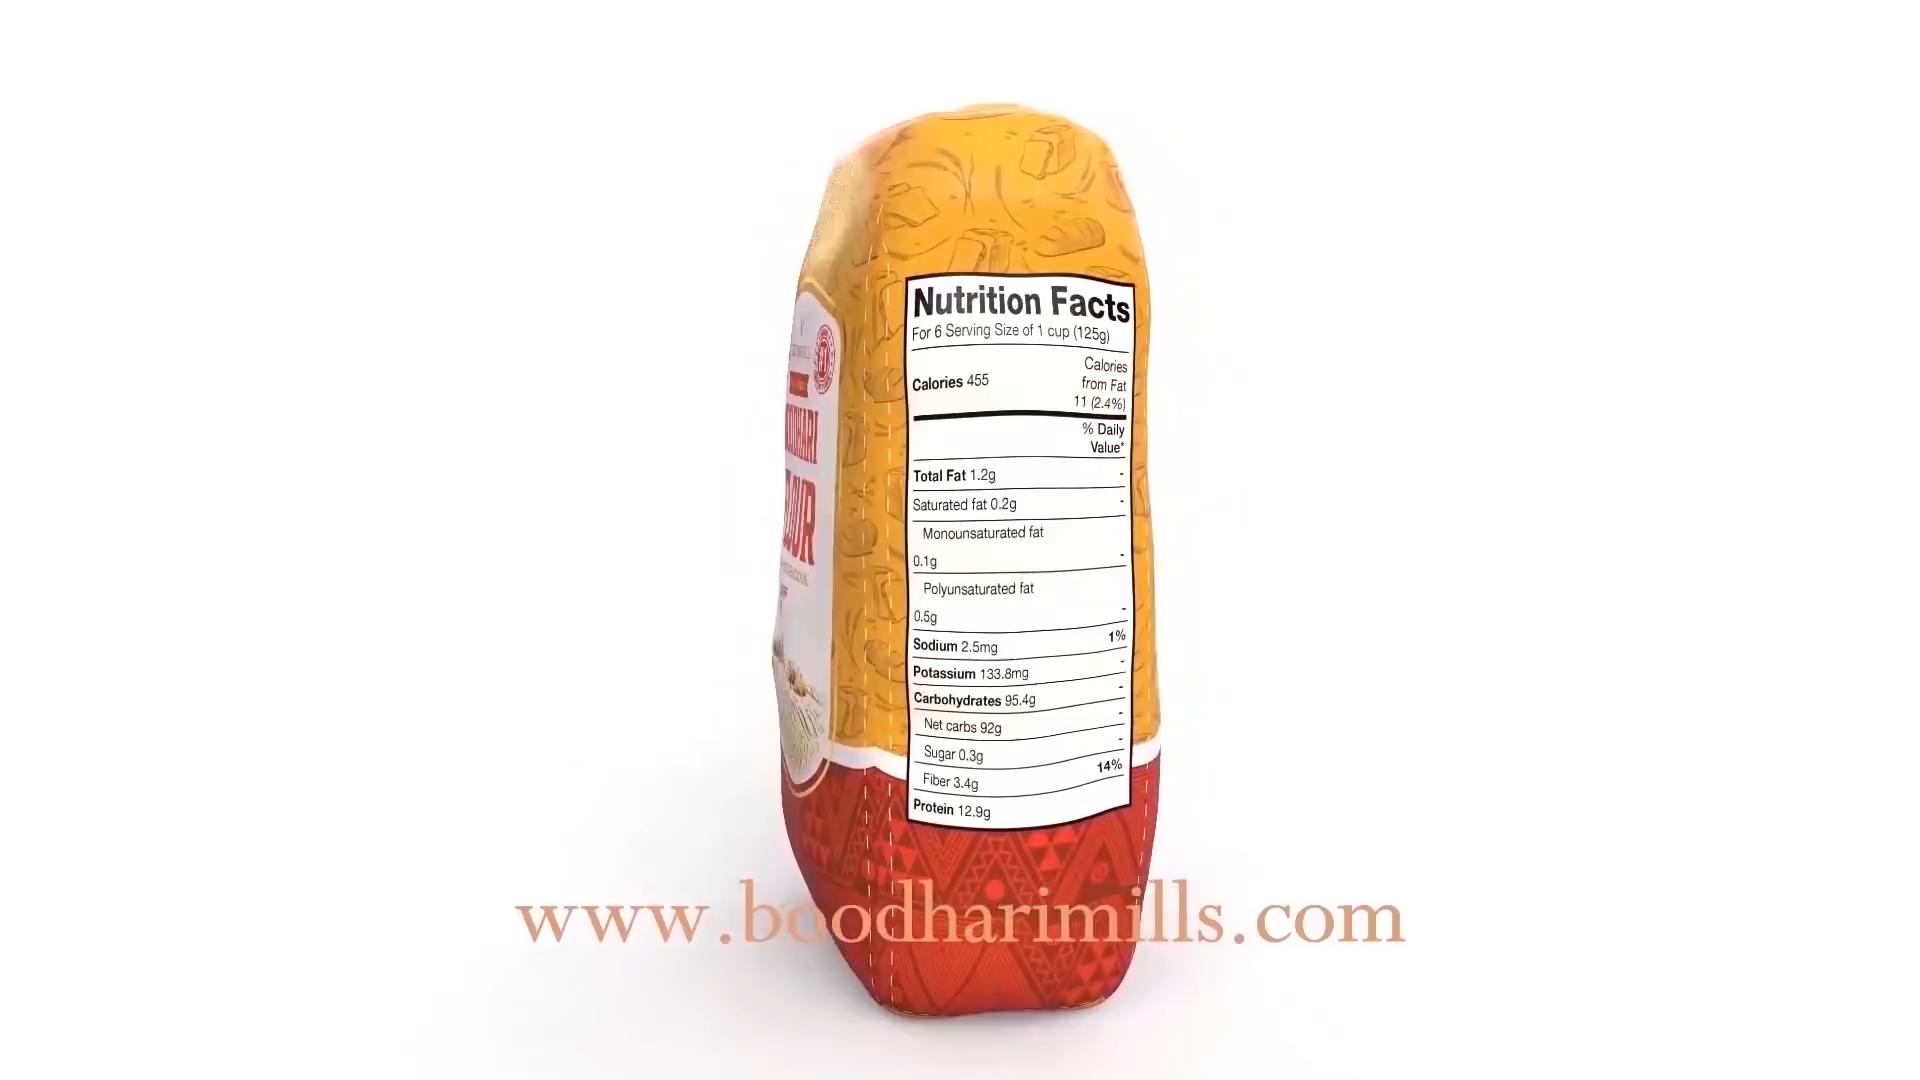 Nutrition Facts
For 6 Serving Size of 1 cup (125g)
Calories 455
Calories
from Fat
11 (2.4%)
% Daily
Value*
Total Fat 1.2g -
Saturated fat 0.2g -
Monounsaturated fat
0.1g -
Polyunsaturated fat
0.5g -
Sodium 2.5mg 1%
Potassium 133.8mg -
Carbohydrates 95.4g -
Net carbs 92g -
Sugar 0.3g -
Fiber 3.4g 14%
Protein 12.9g
#1
www.boodharimills.com